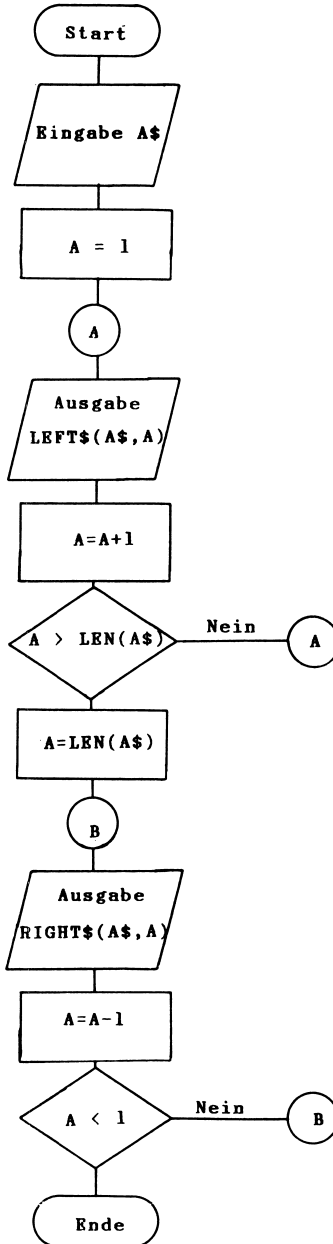 Start
Eingabe A$
A = 1
A
Ausgabe
LEFT$(A$,A)
A=A+1
A > LEN(A$)
Nein
A
A=LEN(A$)
B
Ausgabe
RIGHT$(A$,A)
A=A-1
A < 1
Nein
B
Ende